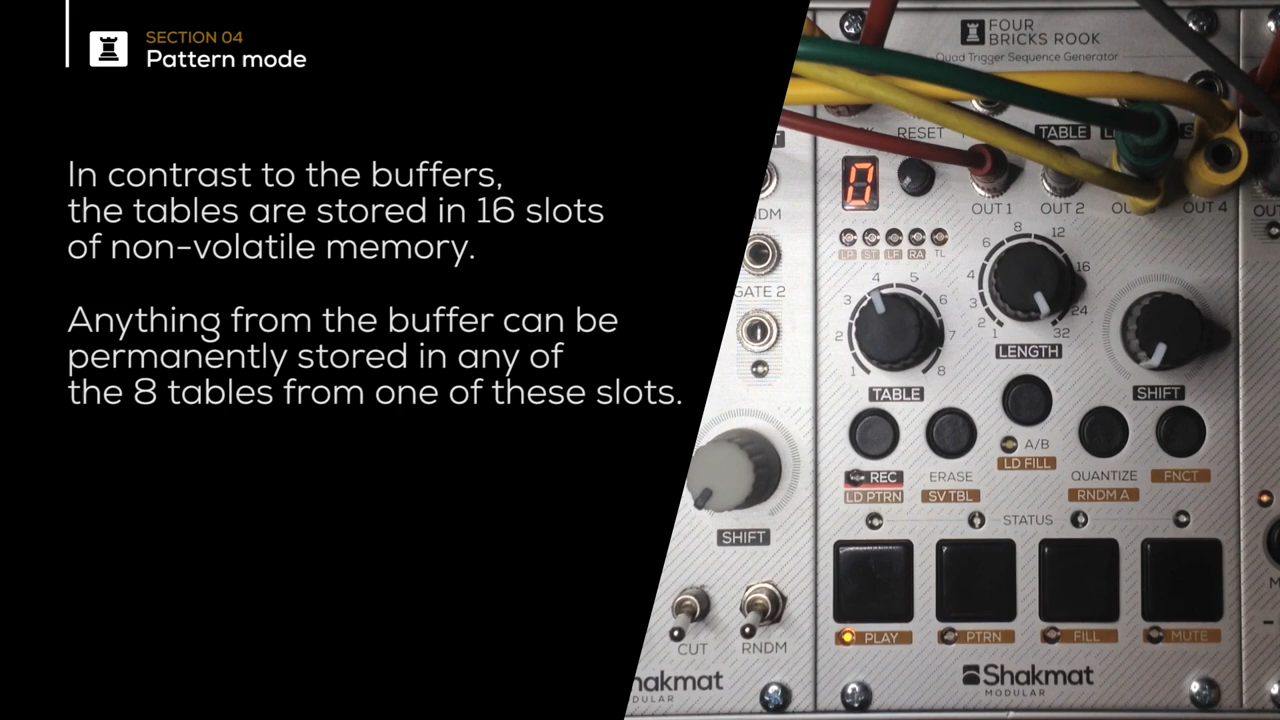 SECTION 04
Pattern mode
In contrast to the buffers,
the tables are stored in 16 slots
of non-volatile memory.
Anything from the buffer can be
permanently stored in any of
the 8 tables from one of these slots.
FOUR
BRICKS ROOK
Quad Trigger Sequence Generator
RESET
TABLE
0
OUT 1
OUT 2
OUT 4
LP ST LF RA TL
GATE 2
1 2 3 4 5 6 7 8
TABLE
1 2 3 4 6 8 12 16 24 32
LENGTH
SHIFT
A/B
LD FILL
REC
LD PTRN
ERASE
SV TBL
QUANTIZE
RNDM A
FNCT
STATUS
SHIFT
PLAY
PTRN
FILL
MUTE
CUT
RNDM
Shakmat
MODULAR